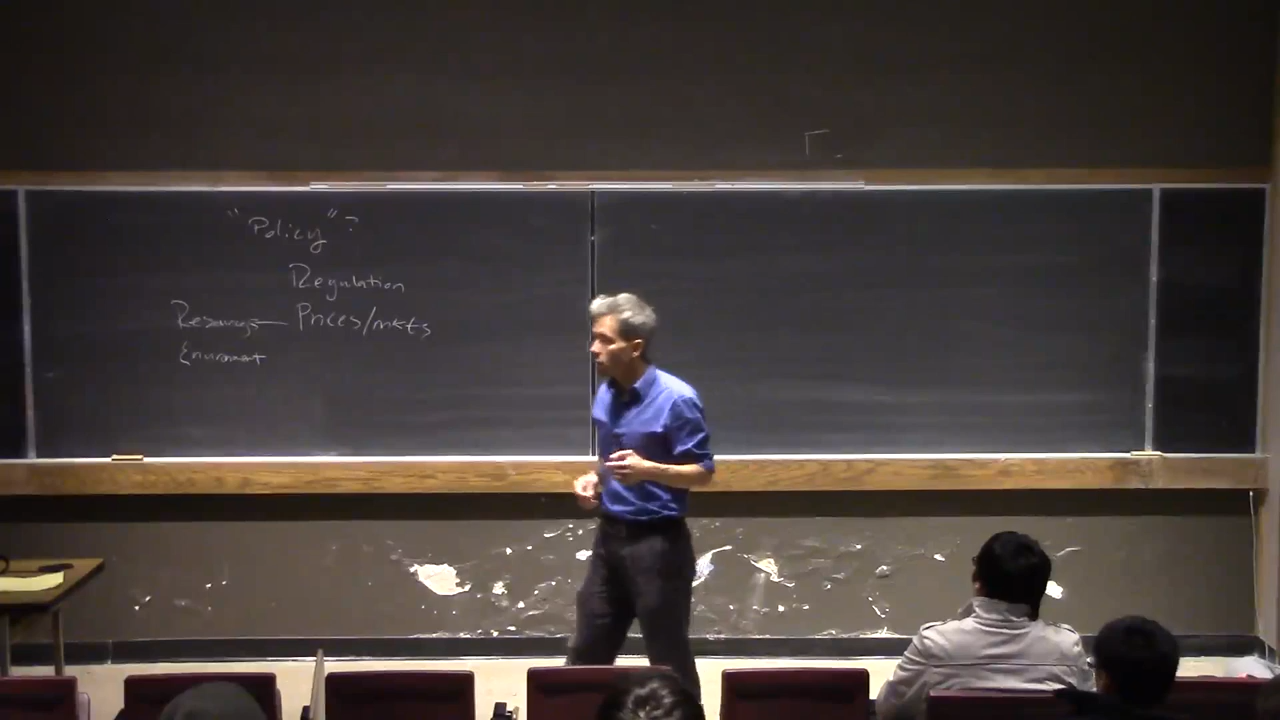 "Policy"?
Regulation
Resources— Prices/mkts
Environment